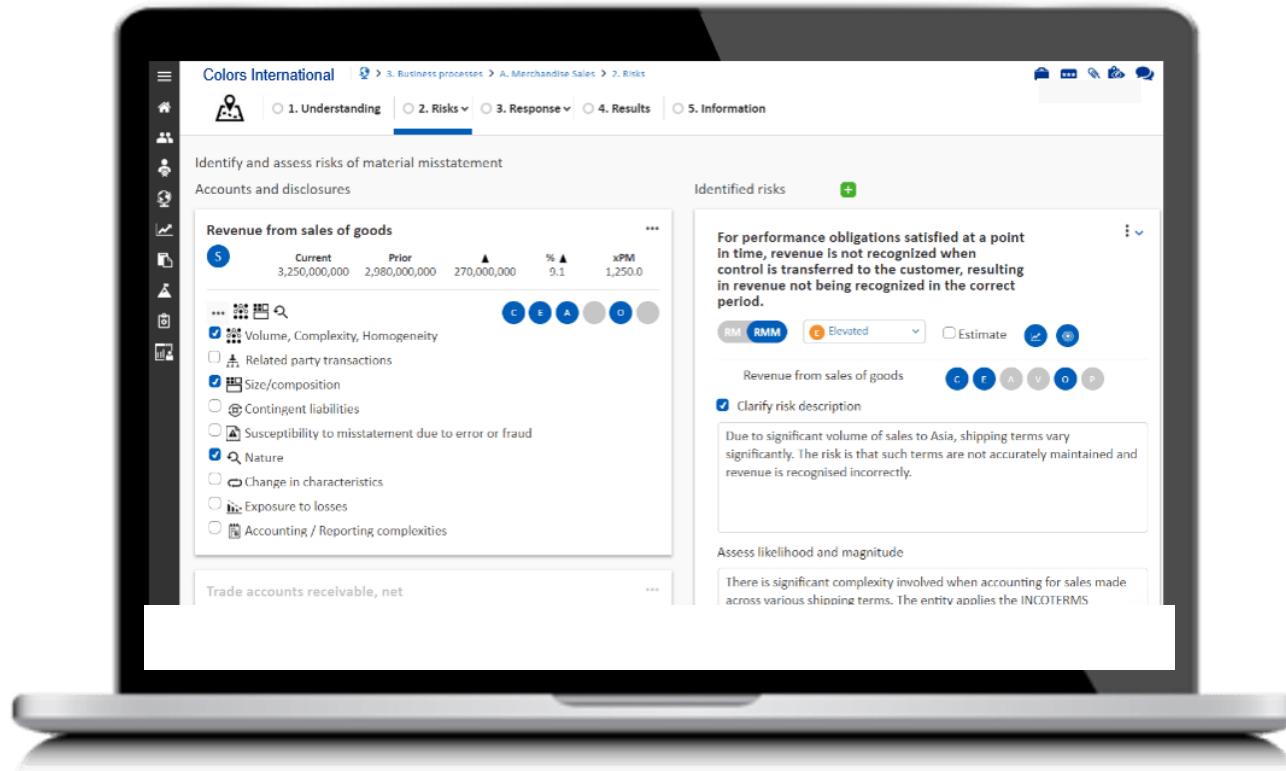 Colors International
3. Business processes > A. Merchandise Sales > 2. Risks
1. Understanding
2. Risks
3. Response
4. Results
5. Information
Identify and assess risks of material misstatement
Accounts and disclosures
Revenue from sales of goods
S
Current Prior ▲ % ▲ xPM
3,250,000,000 2,980,000,000 270,000,000 9.1 1,250.0
C E A O
Volume, Complexity, Homogeneity
Related party transactions
Size/composition
Contingent liabilities
Susceptibility to misstatement due to error or fraud
Nature
Change in characteristics
Exposure to losses
Accounting / Reporting complexities
Trade accounts receivable, net
Identified risks
For performance obligations satisfied at a point
in time, revenue is not recognized when
control is transferred to the customer, resulting
in revenue not being recognized in the correct
period.
RM RMM E Elevated Estimate
Revenue from sales of goods C E A V O P
Clarify risk description
Due to significant volume of sales to Asia, shipping terms vary
significantly. The risk is that such terms are not accurately maintained and
revenue is recognised incorrectly.
Assess likelihood and magnitude
There is significant complexity involved when accounting for sales made
across various shipping terms. The entity applies the INCOTERMS